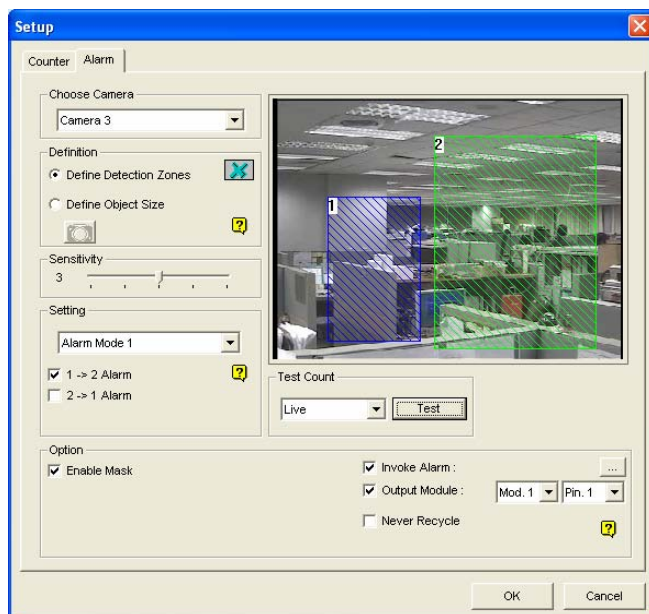 Setup
Counter
Alarm
Choose Camera
Camera 3
Definition
Define Detection Zones
Define Object Size
?
Sensitivity
3
Setting
Alarm Mode 1
1 -> 2 Alarm
?
2 -> 1 Alarm
1
2
Test Count
Live
Test
Option
Enable Mask
Invoke Alarm :
...
Output Module :
Mod. 1
Pin. 1
Never Recycle
?
OK
Cancel